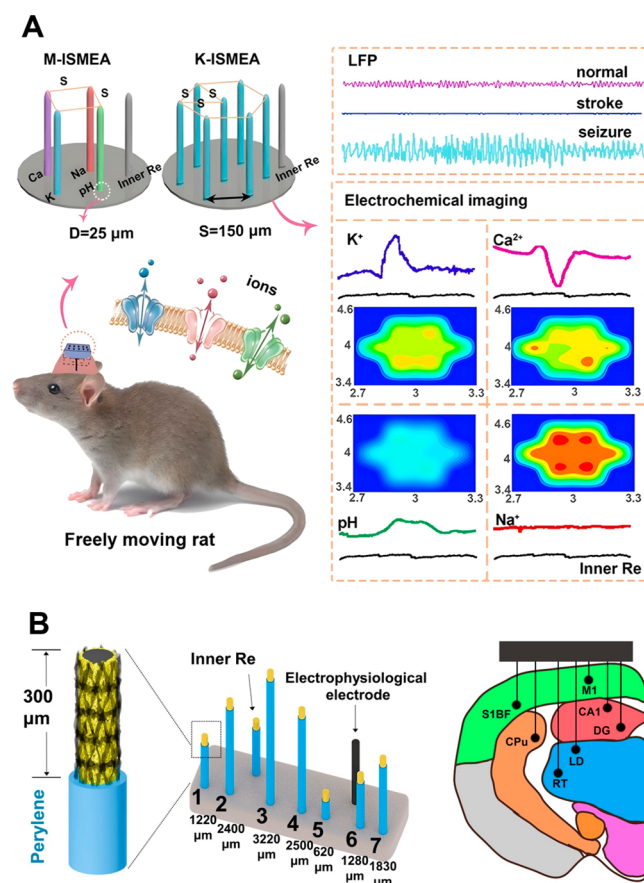 A
M-ISMEA
K-ISMEA
S
S
S
S
S
Ca
K
Na
pH
Inner Re
Inner Re
D=25 μm
S=150 μm
ions
Freely moving rat
LFP
normal
stroke
seizure
Electrochemical imaging
K⁺
Ca²⁺
4.6
4
3.4
2.7
3
3.3
4.6
4
3.4
2.7
3
3.3
4.6
4
3.4
2.7
3
3.3
4.6
4
3.4
2.7
3
3.3
pH
Na⁺
Inner Re
B
300
μm
Perylene
Inner Re
Electrophysiological
electrode
1
1220
μm
2
2400
μm
3
3220
μm
4
2500
μm
5
620
μm
6
1280
μm
7
1830
μm
M1
S1BF
CA1
DG
CPu
LD
RT